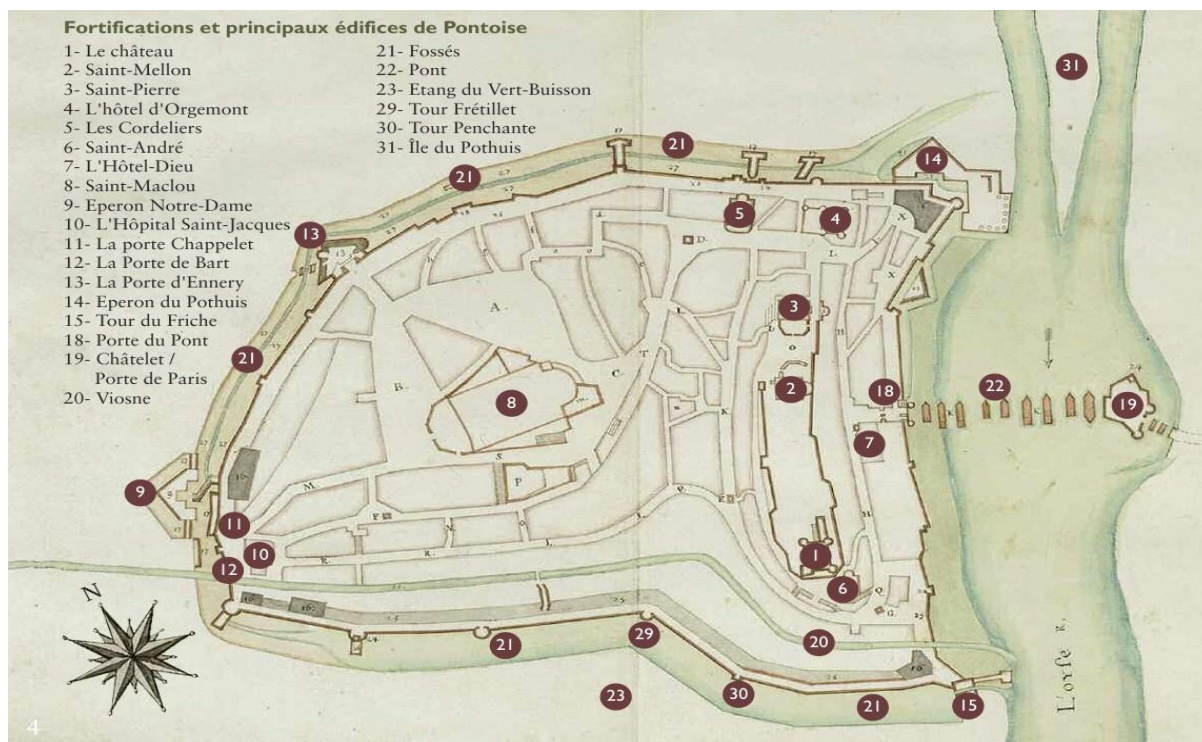 Fortifications et principaux édifices de Pontoise
1- Le château
2- Saint-Mellon
3- Saint-Pierre
4- L'hôtel d'Orgemont
5- Les Cordeliers
6- Saint-André
7- L'Hôtel-Dieu
8- Saint-Maclou
9- Eperon Notre-Dame
10- L'Hôpital Saint-Jacques
11- La porte Chappelet
12- La Porte de Bart
13- La Porte d'Ennery
14- Eperon du Pothuis
15- Tour du Friche
18- Porte du Pont
19- Châtelet /
Porte de Paris
20- Viosne
21- Fossés
22- Pont
23- Etang du Vert-Buisson
29- Tour Frétillet
30- Tour Penchante
31- Île du Pothuis
31
21
14
21
5
4
13
3
21
2
18
22
19
8
7
9
11
10
12
1
6
N
21
29
20
23
30
21
15
A.
B.
C.
D.
T.
S.
P
M.
X
X
H
K
K
L'orse R.
4